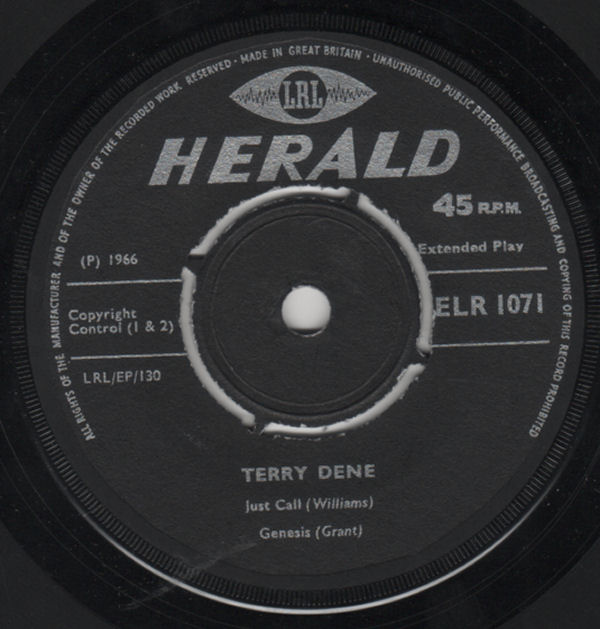 ALL RIGHTS OF THE MANUFACTURER AND OF THE OWNER OF THE RECORDED WORK RESERVED · MADE IN GREAT BRITAIN · UNAUTHORISED PUBLIC PERFORMANCE BROADCASTING AND COPYING OF THIS RECORD PROHIBITED
LRL
HERALD
45 R.P.M.
Extended Play
(P) 1966
ELR 1071
Copyright
Control (1 & 2)
LRL/EP/130
TERRY DENE
Just Call (Williams)
Genesis (Grant)